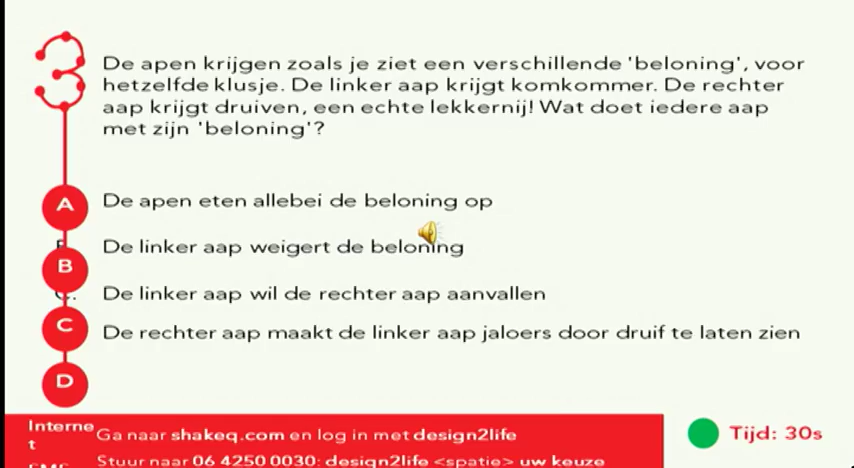 3
De apen krijgen zoals je ziet een verschillende 'beloning', voor
hetzelfde klusje. De linker aap krijgt komkommer. De rechter
aap krijgt druiven, een echte lekkernij! Wat doet iedere aap
met zijn 'beloning'?
A De apen eten allebei de beloning op
B De linker aap weigert de beloning
C De linker aap wil de rechter aap aanvallen
D De rechter aap maakt de linker aap jaloers door druif te laten zien
Internet Ga naar shakeq.com en log in met design2life
Stuur naar 06 4250 0030: design2life <spatie> uw keuze
Tijd: 30s